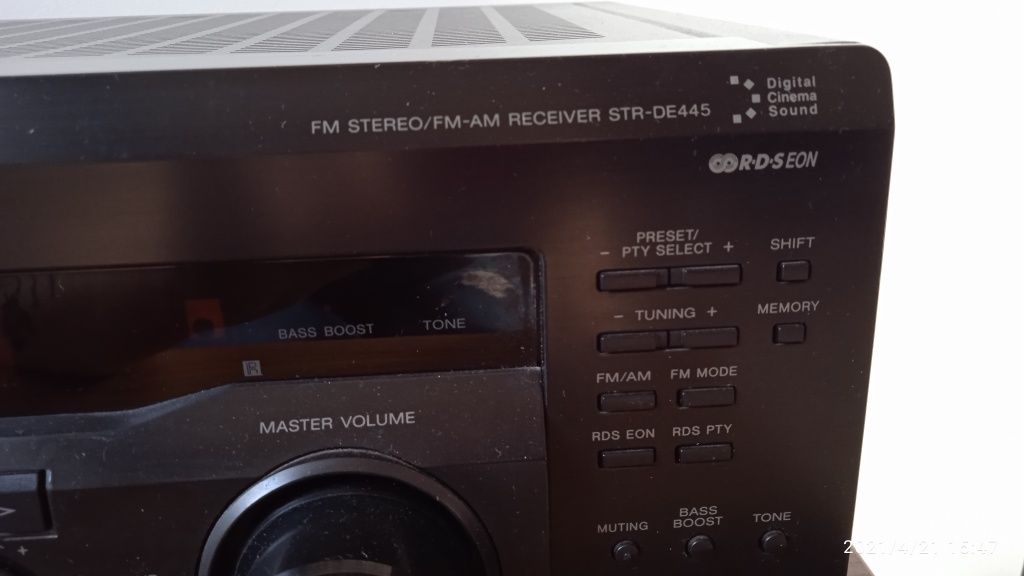 Digital
Cinema
Sound
FM STEREO/FM-AM RECEIVER STR-DE445
R·D·S EON
PRESET/
– PTY SELECT +
SHIFT
– TUNING +
MEMORY
BASS BOOST TONE
FM/AM FM MODE
MASTER VOLUME
RDS EON RDS PTY
MUTING
BASS
BOOST
TONE
+
2021/4/21 15:47